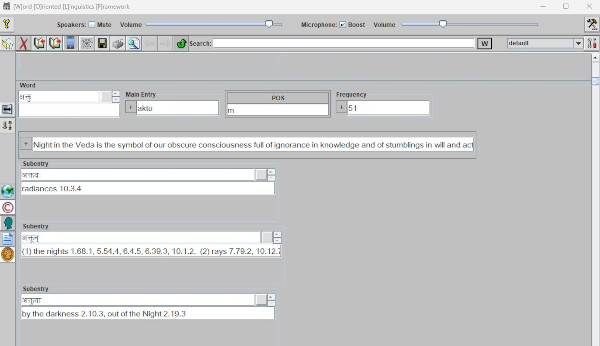 [W]ord [O]riented [L]inguistics [F]ramework
Speakers: Mute Volume Microphone: Boost Volume
Search: W default
Word Main Entry POS Frequency
अक्तु + aktu m + 51
+ Night in the Veda is the symbol of our obscure consciousness full of ignorance in knowledge and of stumblings in will and act
Subentry
अक्तवः
radiances 10.3.4
Subentry
अक्तून्
(1) the nights 1.68.1, 5.54.4, 6.4.5, 6.39.3, 10.1.2, (2) rays 7.79.2, 10.12.7
Subentry
अक्तुना
by the darkness 2.10.3, out of the Night 2.19.3